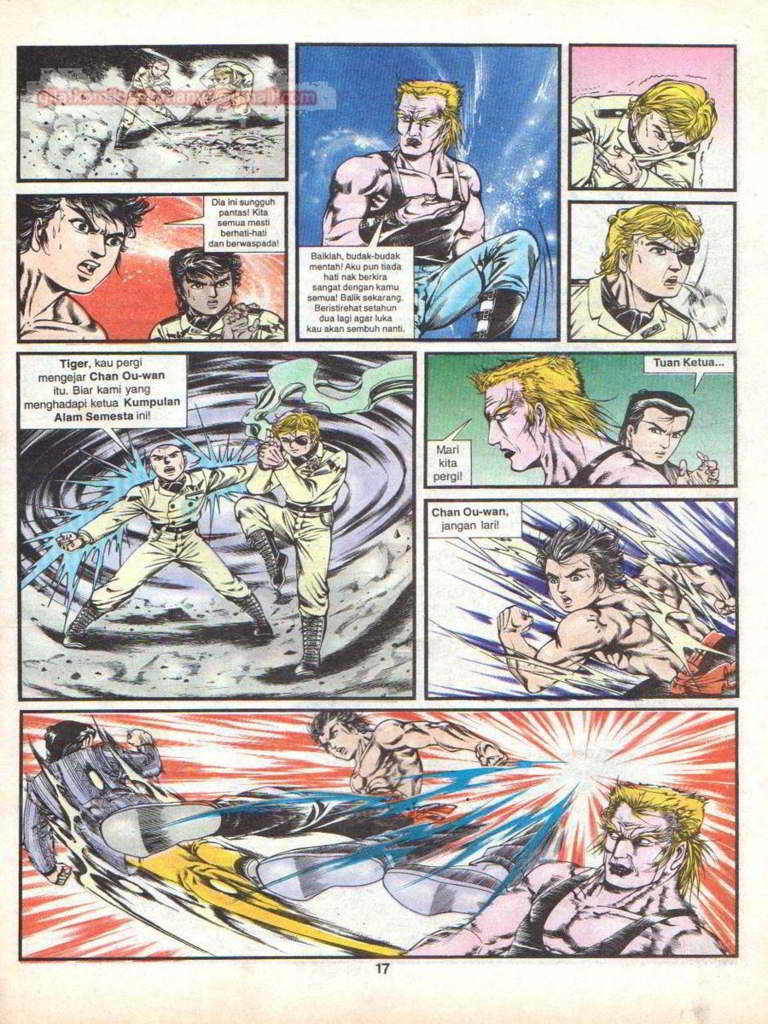 Dia ini sungguh
pantas! Kita
semua mesti
berhati-hati
dan berwaspada!
Baiklah, budak-budak
mentah! Aku pun tiada
hati nak berkira
sangat dengan kamu
semua! Balik sekarang.
Beristirehat setahun
dua lagi agar luka
kau akan sembuh nanti.
Tiger, kau pergi
mengejar Chan Ou-wan
itu. Biar kami yang
menghadapi ketua Kumpulan
Alam Semesta ini!
Tuan Ketua...
Mari
kita
pergi!
Chan Ou-wan,
jangan lari!
17